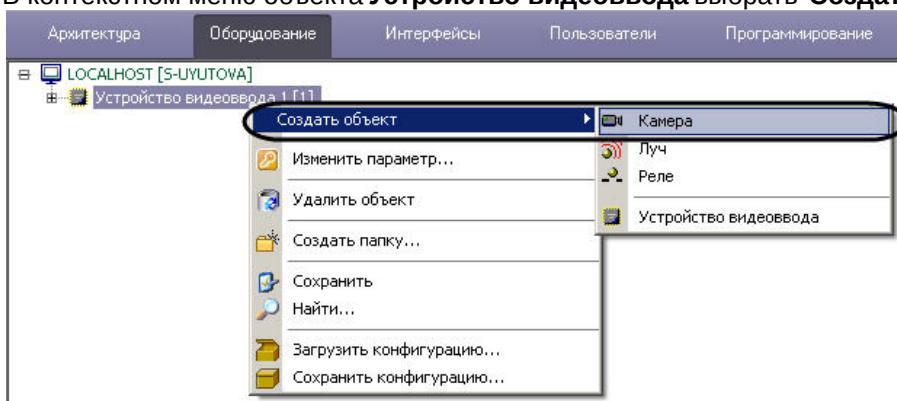 В контекстном меню объекта Устройство видеоввода выбрать Создат
Архитектура Оборудование Интерфейсы Пользователи Программирование
LOCALHOST [S-UYUTOVA]
Устройство видеоввода 1 [1]
Создать объект Камера
Изменить параметр... Луч
Реле
Удалить объект
Устройство видеоввода
Создать папку...
Сохранить
Найти...
Загрузить конфигурацию...
Сохранить конфигурацию...